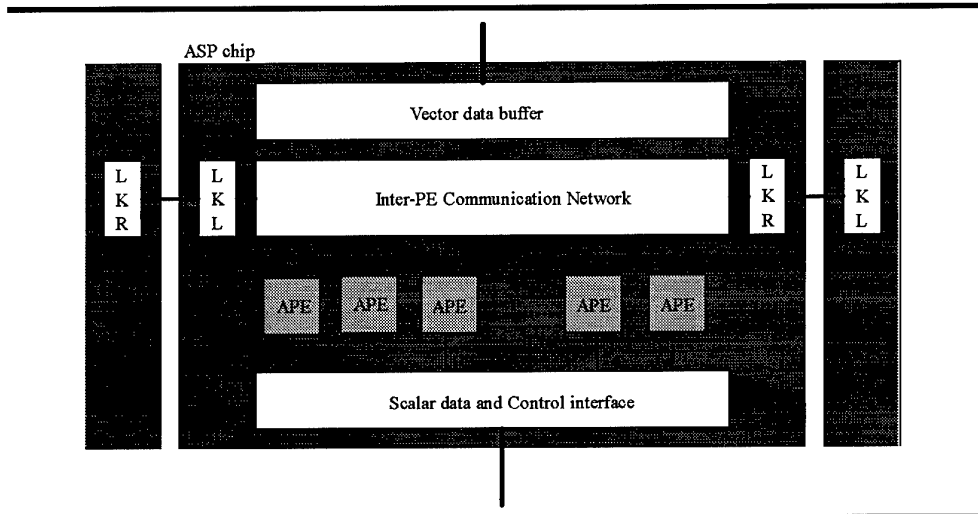 ASP chip
Vector data buffer
L
K
R
L
K
L
Inter-PE Communication Network
L
K
R
L
K
L
APE
APE
APE
APE
APE
Scalar data and Control interface